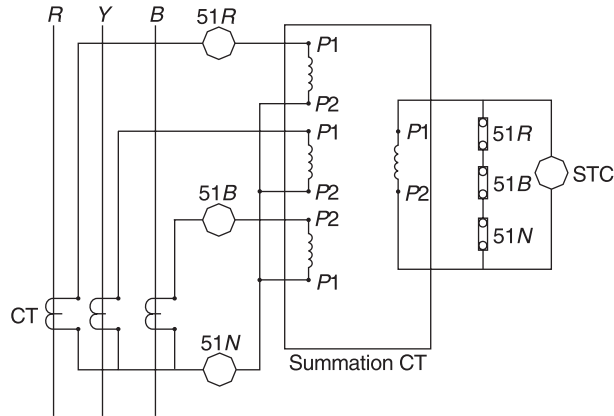 R Y B
51R
P1
P2
P1
P1
51R
P2
51B
STC
51B
P2
P2
51N
P1
CT
51N
Summation CT